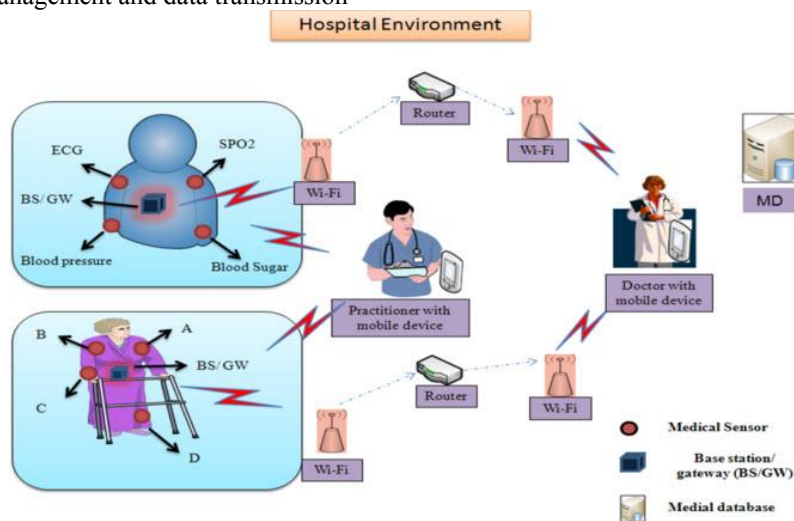 anagement and data transmission
Hospital Environment
ECG
SPO2
BS/GW
Blood pressure
Blood Sugar
Wi-Fi
Router
Wi-Fi
MD
Practitioner with
mobile device
Doctor with
mobile device
B
A
BS/GW
C
D
Wi-Fi
Router
Wi-Fi
Medical Sensor
Base station/
gateway (BS/GW)
Medial database